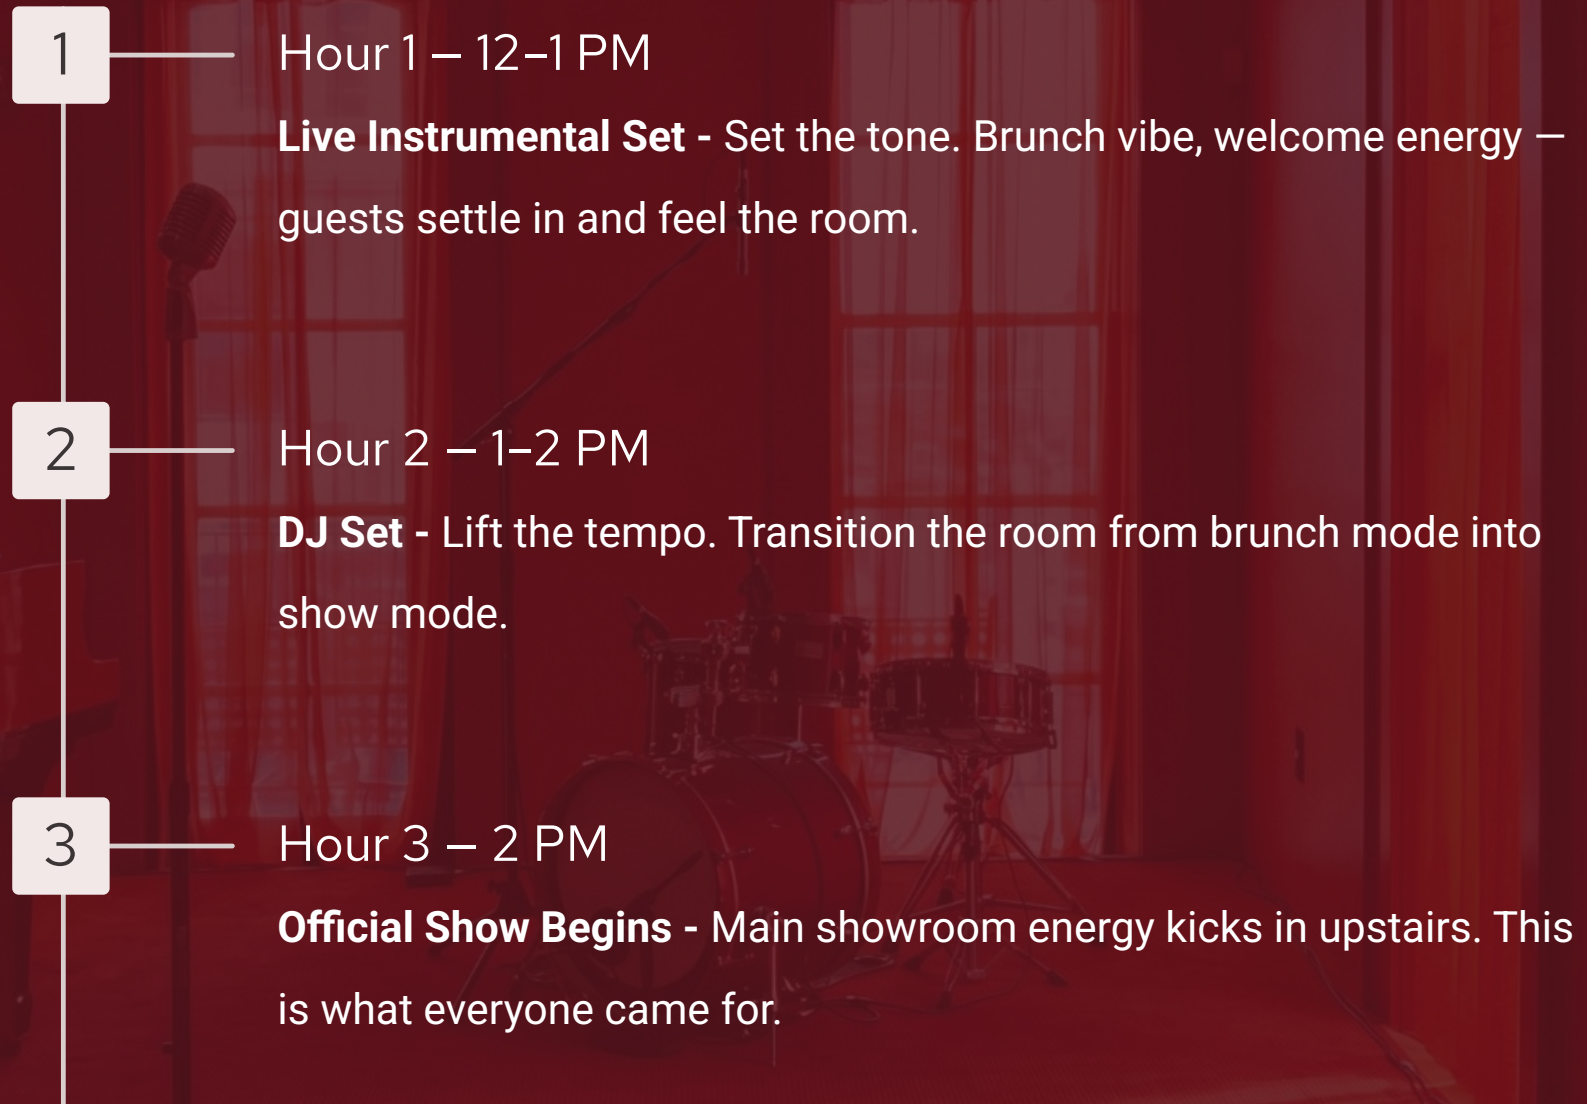 1
Hour 1 – 12–1 PM
Live Instrumental Set - Set the tone. Brunch vibe, welcome energy —
guests settle in and feel the room.
2
Hour 2 – 1–2 PM
DJ Set - Lift the tempo. Transition the room from brunch mode into
show mode.
3
Hour 3 – 2 PM
Official Show Begins - Main showroom energy kicks in upstairs. This
is what everyone came for.